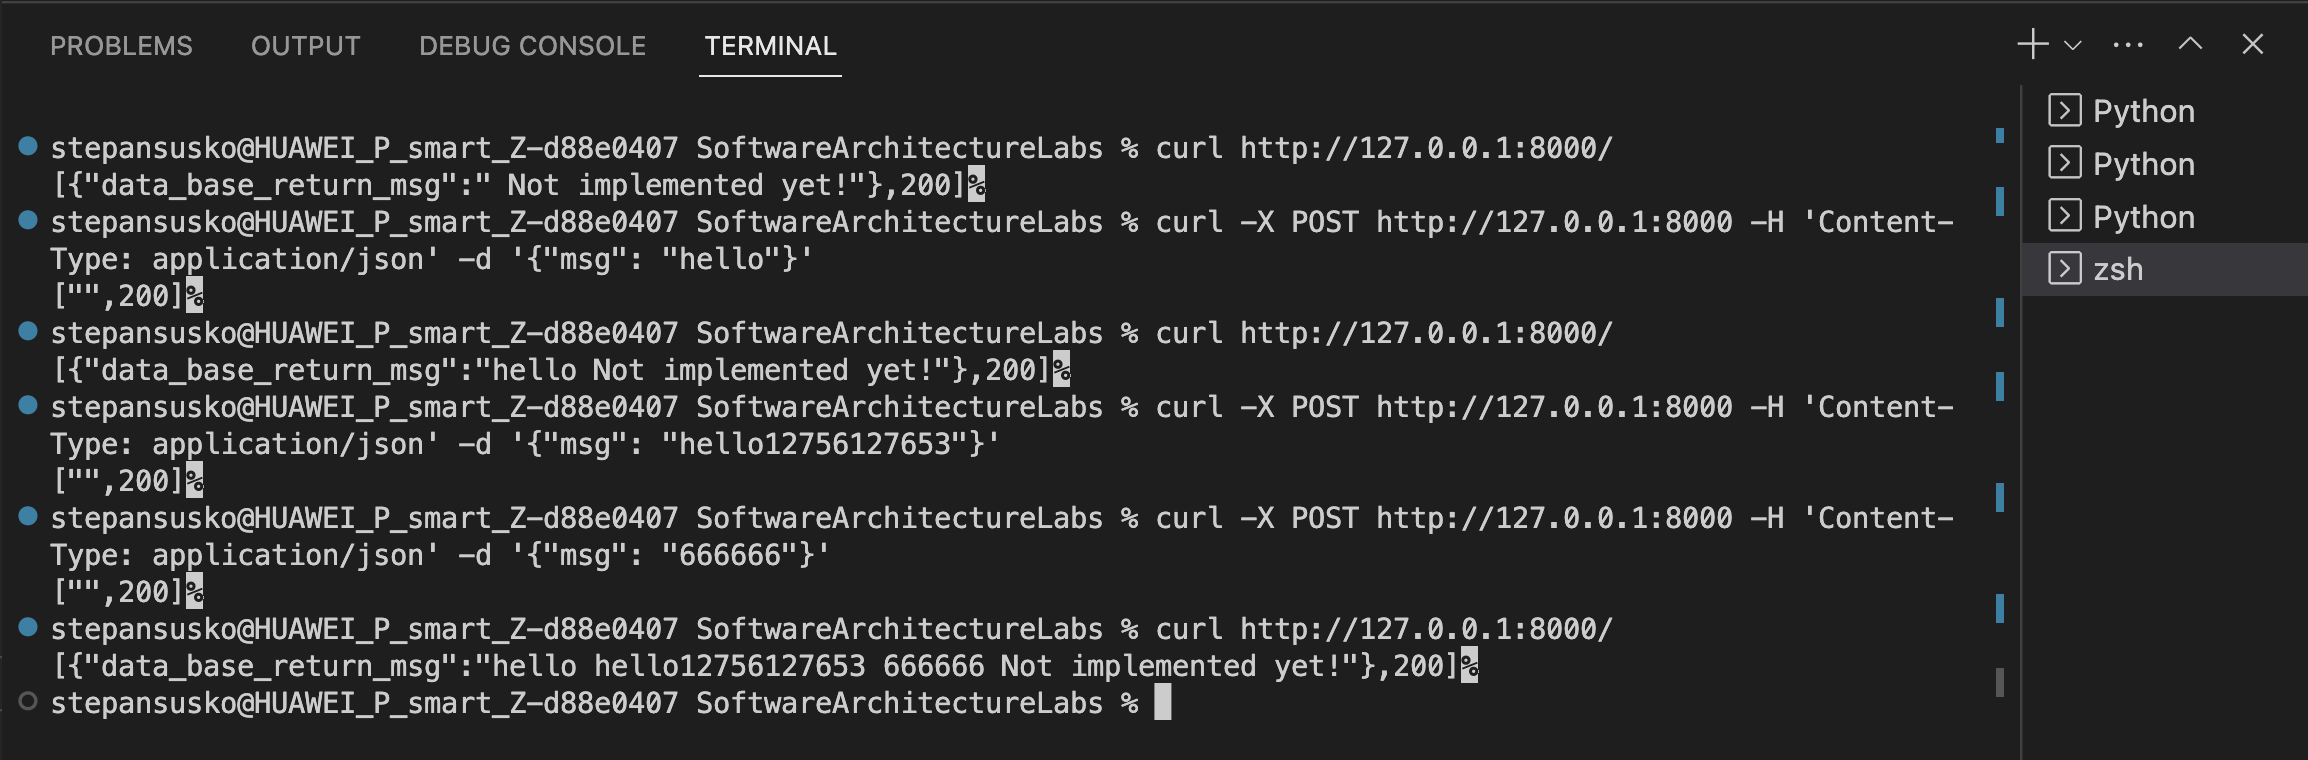 PROBLEMS OUTPUT DEBUG CONSOLE TERMINAL
stepansusko@HUAWEI_P_smart_Z-d88e0407 SoftwareArchitectureLabs % curl http://127.0.0.1:8000/
[{"data_base_return_msg":" Not implemented yet!"},200]%
stepansusko@HUAWEI_P_smart_Z-d88e0407 SoftwareArchitectureLabs % curl -X POST http://127.0.0.1:8000 -H 'Content-
Type: application/json' -d '{"msg": "hello"}'
["",200]%
stepansusko@HUAWEI_P_smart_Z-d88e0407 SoftwareArchitectureLabs % curl http://127.0.0.1:8000/
[{"data_base_return_msg":"hello Not implemented yet!"},200]%
stepansusko@HUAWEI_P_smart_Z-d88e0407 SoftwareArchitectureLabs % curl -X POST http://127.0.0.1:8000 -H 'Content-
Type: application/json' -d '{"msg": "hello12756127653"}'
["",200]%
stepansusko@HUAWEI_P_smart_Z-d88e0407 SoftwareArchitectureLabs % curl -X POST http://127.0.0.1:8000 -H 'Content-
Type: application/json' -d '{"msg": "666666"}'
["",200]%
stepansusko@HUAWEI_P_smart_Z-d88e0407 SoftwareArchitectureLabs % curl http://127.0.0.1:8000/
[{"data_base_return_msg":"hello hello12756127653 666666 Not implemented yet!"},200]%
stepansusko@HUAWEI_P_smart_Z-d88e0407 SoftwareArchitectureLabs %
Python
Python
Python
zsh